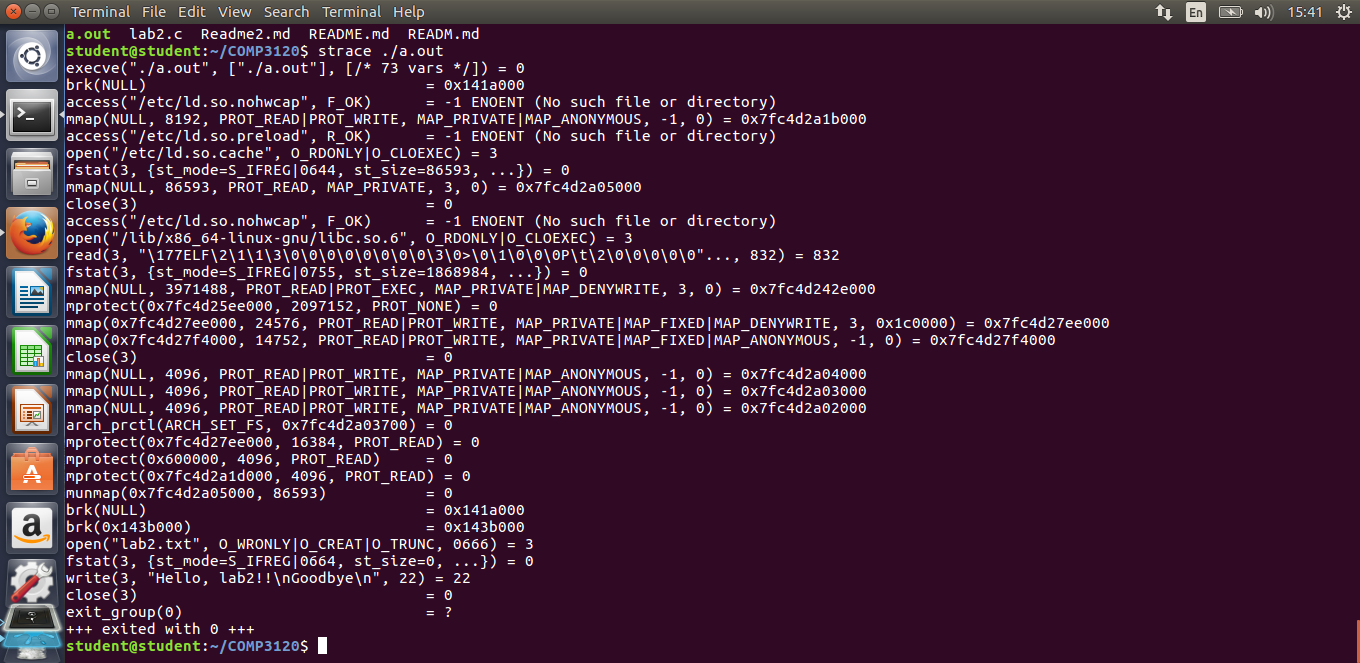 Terminal File Edit View Search Terminal Help En 15:41
a.out lab2.c Readme2.md README.md READM.md
student@student:~/COMP3120$ strace ./a.out
execve("./a.out", ["./a.out"], [/* 73 vars */]) = 0
brk(NULL) = 0x141a000
access("/etc/ld.so.nohwcap", F_OK) = -1 ENOENT (No such file or directory)
mmap(NULL, 8192, PROT_READ|PROT_WRITE, MAP_PRIVATE|MAP_ANONYMOUS, -1, 0) = 0x7fc4d2a1b000
access("/etc/ld.so.preload", R_OK) = -1 ENOENT (No such file or directory)
open("/etc/ld.so.cache", O_RDONLY|O_CLOEXEC) = 3
fstat(3, {st_mode=S_IFREG|0644, st_size=86593, ...}) = 0
mmap(NULL, 86593, PROT_READ, MAP_PRIVATE, 3, 0) = 0x7fc4d2a05000
close(3) = 0
access("/etc/ld.so.nohwcap", F_OK) = -1 ENOENT (No such file or directory)
open("/lib/x86_64-linux-gnu/libc.so.6", O_RDONLY|O_CLOEXEC) = 3
read(3, "\177ELF\2\1\1\3\0\0\0\0\0\0\0\0\3\0>\0\1\0\0\0P\t\2\0\0\0\0\0"..., 832) = 832
fstat(3, {st_mode=S_IFREG|0755, st_size=1868984, ...}) = 0
mmap(NULL, 3971488, PROT_READ|PROT_EXEC, MAP_PRIVATE|MAP_DENYWRITE, 3, 0) = 0x7fc4d242e000
mprotect(0x7fc4d25ee000, 2097152, PROT_NONE) = 0
mmap(0x7fc4d27ee000, 24576, PROT_READ|PROT_WRITE, MAP_PRIVATE|MAP_FIXED|MAP_DENYWRITE, 3, 0x1c0000) = 0x7fc4d27ee000
mmap(0x7fc4d27f4000, 14752, PROT_READ|PROT_WRITE, MAP_PRIVATE|MAP_FIXED|MAP_ANONYMOUS, -1, 0) = 0x7fc4d27f4000
close(3) = 0
mmap(NULL, 4096, PROT_READ|PROT_WRITE, MAP_PRIVATE|MAP_ANONYMOUS, -1, 0) = 0x7fc4d2a04000
mmap(NULL, 4096, PROT_READ|PROT_WRITE, MAP_PRIVATE|MAP_ANONYMOUS, -1, 0) = 0x7fc4d2a03000
mmap(NULL, 4096, PROT_READ|PROT_WRITE, MAP_PRIVATE|MAP_ANONYMOUS, -1, 0) = 0x7fc4d2a02000
arch_prctl(ARCH_SET_FS, 0x7fc4d2a03700) = 0
mprotect(0x7fc4d27ee000, 16384, PROT_READ) = 0
mprotect(0x600000, 4096, PROT_READ) = 0
mprotect(0x7fc4d2a1d000, 4096, PROT_READ) = 0
munmap(0x7fc4d2a05000, 86593) = 0
brk(NULL) = 0x141a000
brk(0x143b000) = 0x143b000
open("lab2.txt", O_WRONLY|O_CREAT|O_TRUNC, 0666) = 3
fstat(3, {st_mode=S_IFREG|0664, st_size=0, ...}) = 0
write(3, "Hello, lab2!!\nGoodbye\n", 22) = 22
close(3) = 0
exit_group(0) = ?
+++ exited with 0 +++
student@student:~/COMP3120$